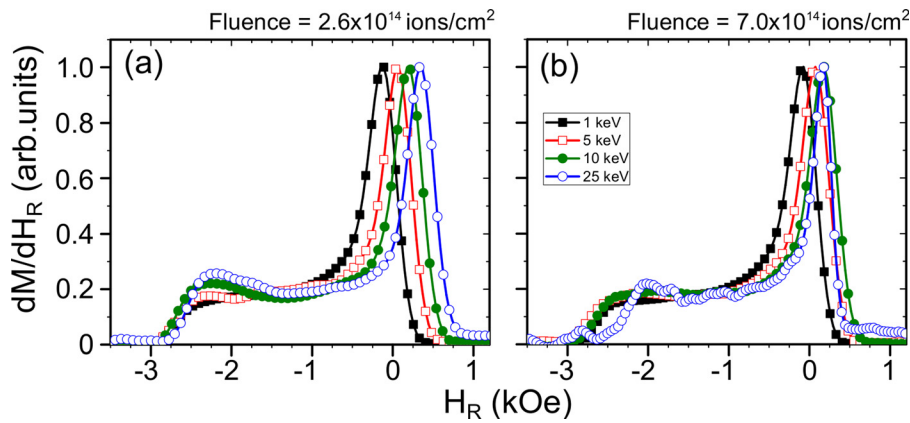 Fluence = 2.6x10¹⁴ ions/cm² Fluence = 7.0x10¹⁴ ions/cm²
(a) (b)
1.0
0.8
0.6
0.4
0.2
0
dM/dH_R (arb.units)
1 keV
5 keV
10 keV
25 keV
-3 -2 -1 0 1 -3 -2 -1 0 1
H_R (kOe) H_R (kOe)